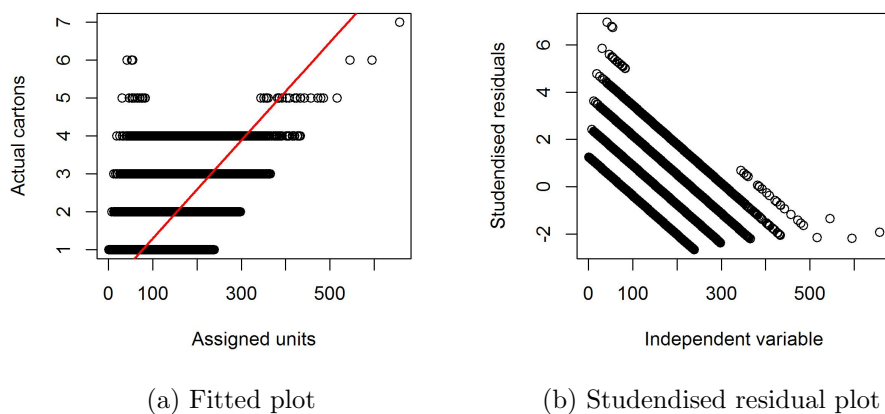 7
6
5
4
3
2
1
Actual cartons
0 100 300 500
Assigned units
(a) Fitted plot
6
4
2
0
-2
Studendised residuals
0 100 300 500
Independent variable
(b) Studendised residual plot